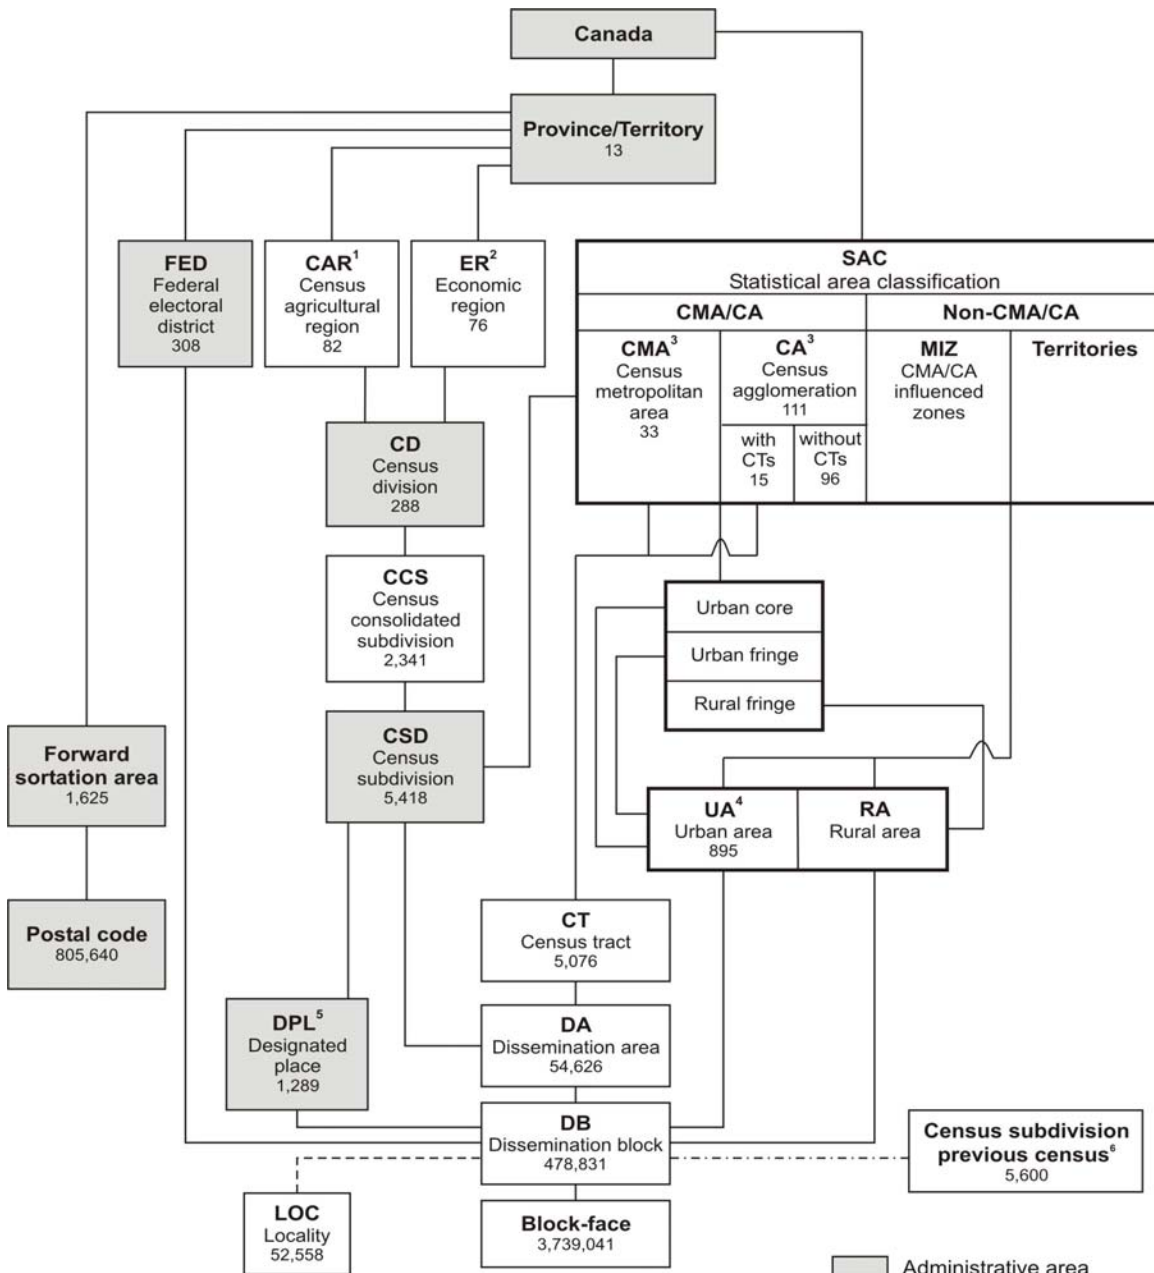 Canada
Province/Territory
13
FED
Federal
electoral
district
308
CAR¹
Census
agricultural
region
82
ER²
Economic
region
76
SAC
Statistical area classification
CMA/CA
Non-CMA/CA
CMA³
Census
metropolitan
area
33
CA³
Census
agglomeration
111
with
CTs
15
without
CTs
96
MIZ
CMA/CA
influenced
zones
Territories
CD
Census
division
288
CCS
Census
consolidated
subdivision
2,341
Urban core
Urban fringe
Rural fringe
CSD
Census
subdivision
5,418
Forward
sortation area
1,625
UA⁴
Urban area
895
RA
Rural area
Postal code
805,640
CT
Census tract
5,076
DPL⁵
Designated
place
1,289
DA
Dissemination area
54,626
DB
Dissemination block
478,831
Census subdivision
previous census⁶
5,600
LOC
Locality
52,558
Block-face
3,739,041
Administrative area